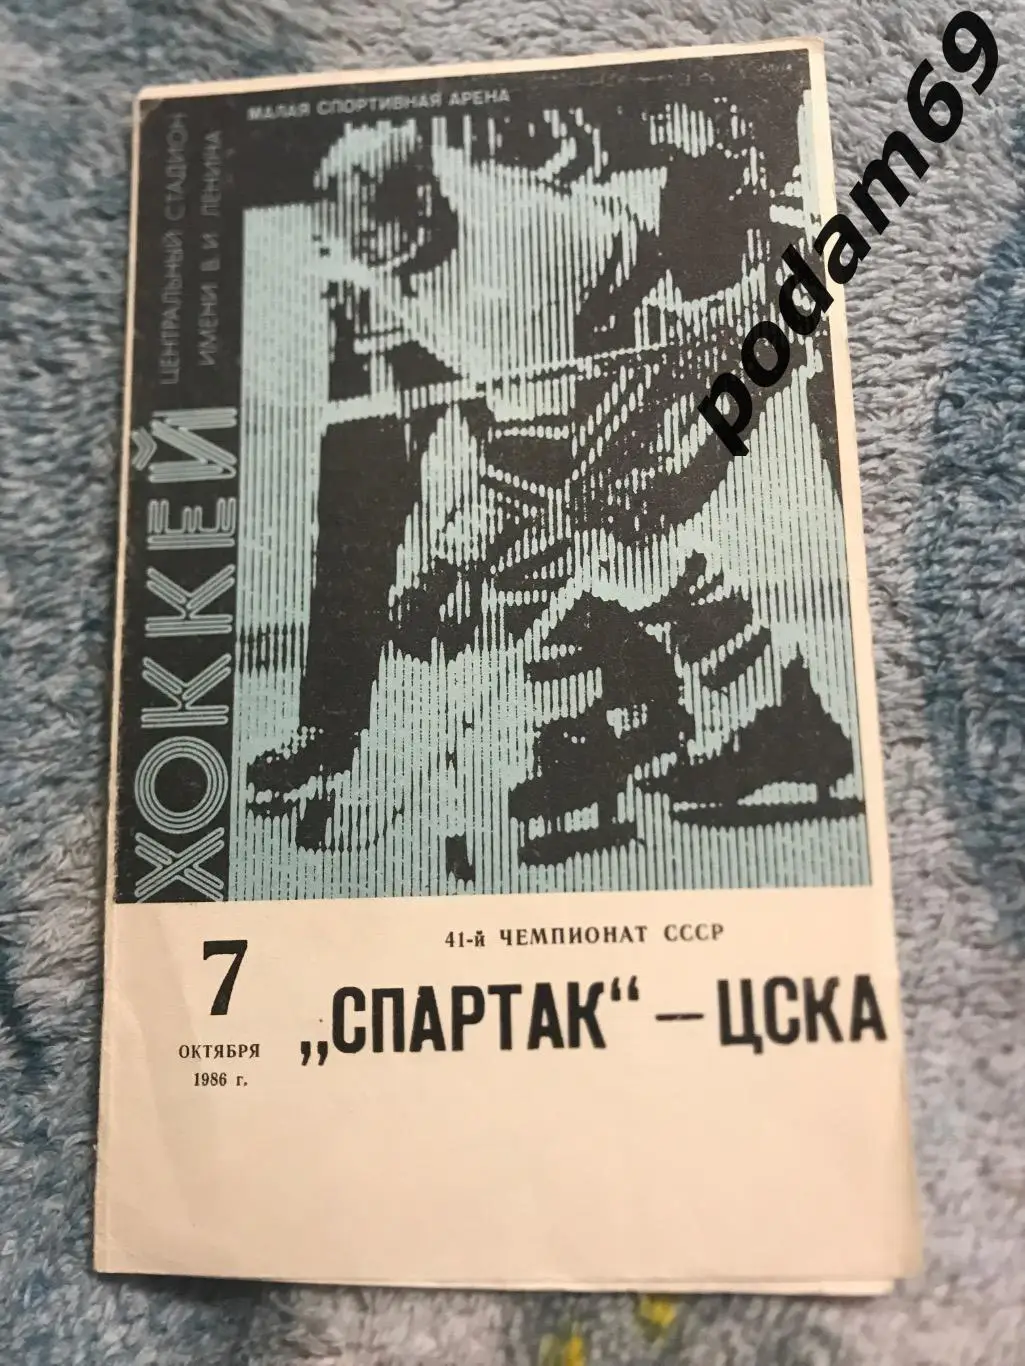 МАЛАЯ СПОРТИВНАЯ АРЕНА
ЦЕНТРАЛЬНЫЙ СТАДИОН
ИМЕНИ В. И. ЛЕНИНА
ХОККЕЙ
7
ОКТЯБРЯ
1986 г.
41-й ЧЕМПИОНАТ СССР
„СПАРТАК“ — ЦСКА
podam69